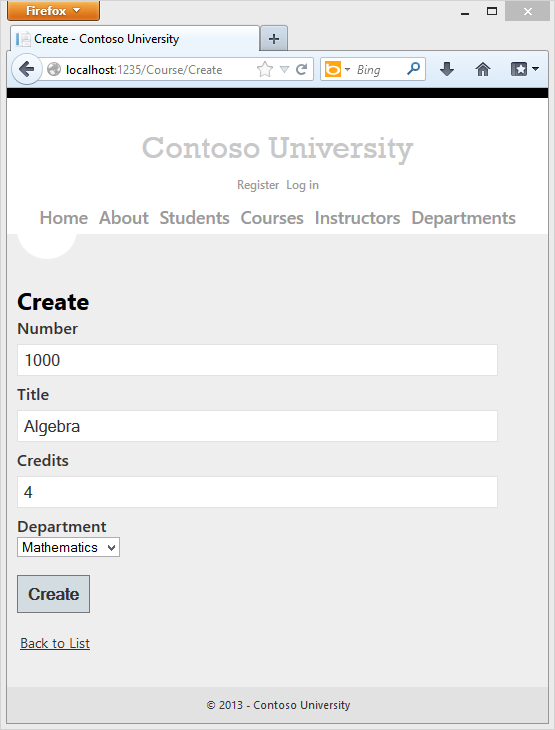 Firefox
Create - Contoso University
localhost:1235/Course/Create
Bing
Contoso University
Register Log in
Home About Students Courses Instructors Departments
Create
Number
1000
Title
Algebra
Credits
4
Department
Mathematics
Create
Back to List
© 2013 - Contoso University